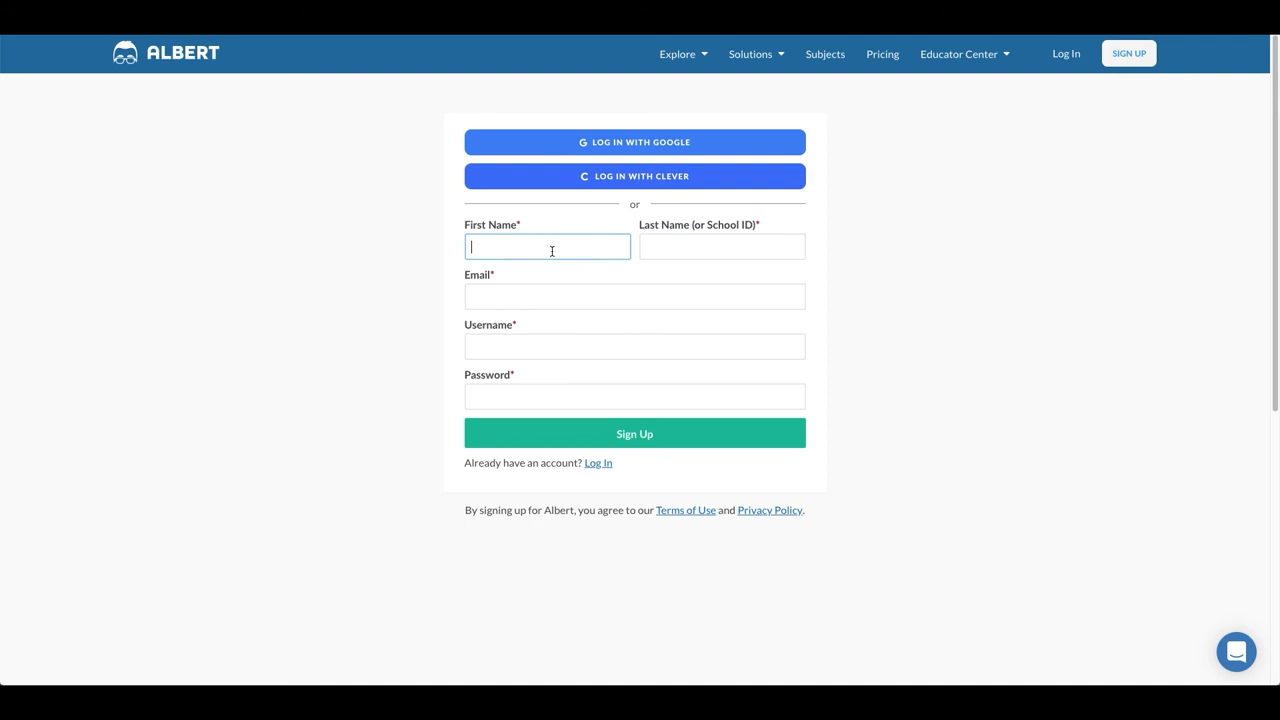 ALBERT Explore Solutions Subjects Pricing Educator Center Log In SIGN UP
G LOG IN WITH GOOGLE
C LOG IN WITH CLEVER
or
First Name* Last Name (or School ID)*
Email*
Username*
Password*
Sign Up
Already have an account? Log In
By signing up for Albert, you agree to our Terms of Use and Privacy Policy.